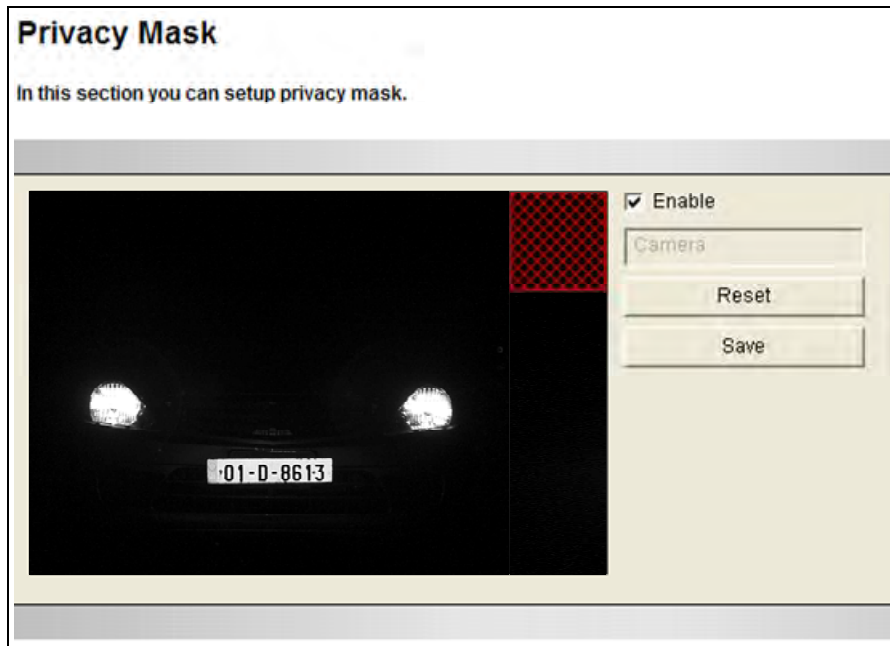 Privacy Mask
In this section you can setup privacy mask.
Enable
Camera
Reset
Save
01-D-8613